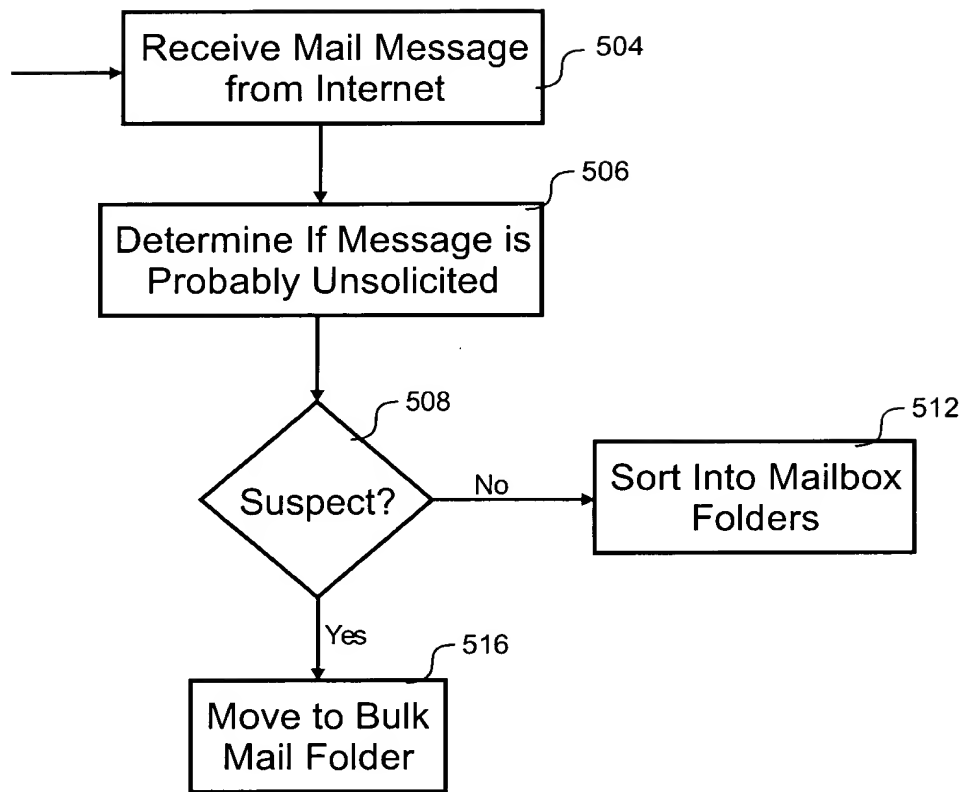 Receive Mail Message
from Internet
504
506
Determine If Message is
Probably Unsolicited
508
Suspect?
No
512
Sort Into Mailbox
Folders
Yes
516
Move to Bulk
Mail Folder